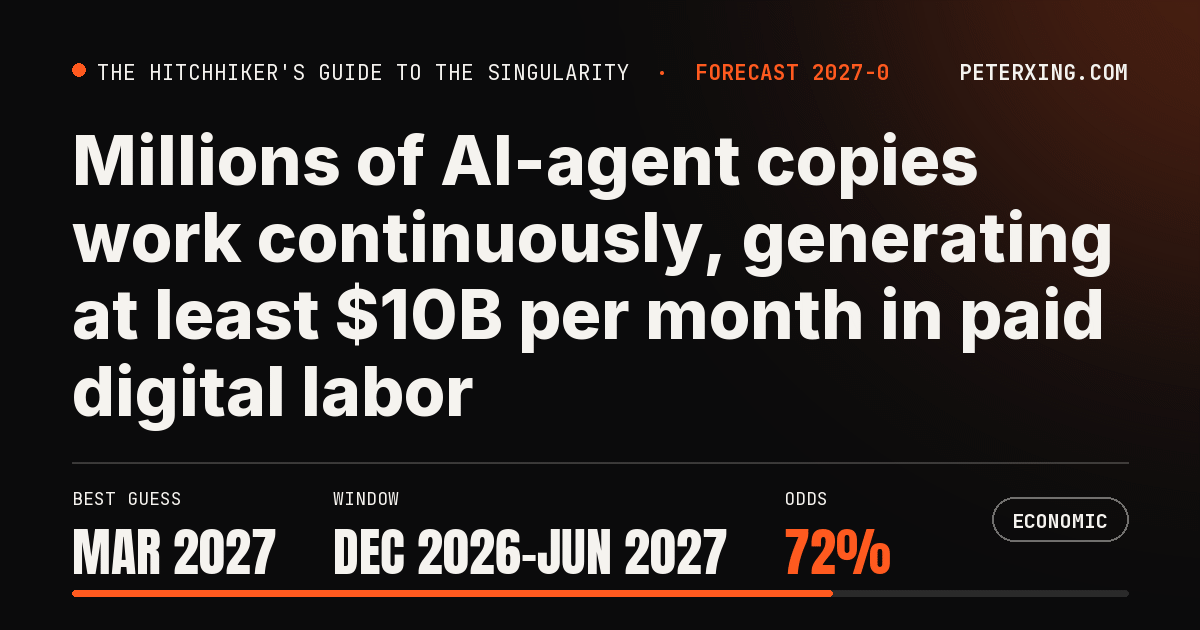 THE HITCHHIKER'S GUIDE TO THE SINGULARITY · FORECAST 2027-0 PETERXING.COM
Millions of AI-agent copies
work continuously, generating
at least $10B per month in paid
digital labor
BEST GUESS WINDOW ODDS
MAR 2027 DEC 2026-JUN 2027 72% ECONOMIC